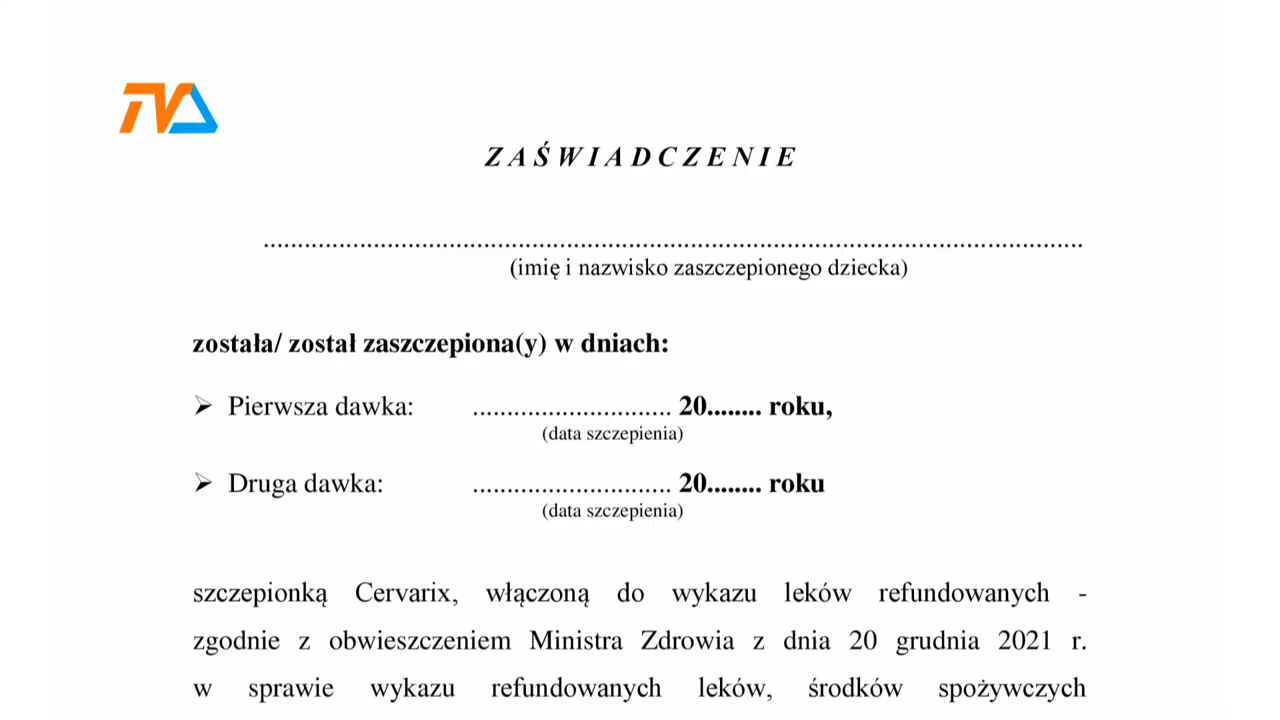 TVA
ZAŚWIADCZENIE
........................................................................................................................
(imię i nazwisko zaszczepionego dziecka)
została/ został zaszczepiona(y) w dniach:
➢ Pierwsza dawka: ............................. 20........ roku,
(data szczepienia)
➢ Druga dawka: ............................. 20........ roku
(data szczepienia)
szczepionką Cervarix, włączoną do wykazu leków refundowanych -
zgodnie z obwieszczeniem Ministra Zdrowia z dnia 20 grudnia 2021 r.
w sprawie wykazu refundowanych leków, środków spożywczych